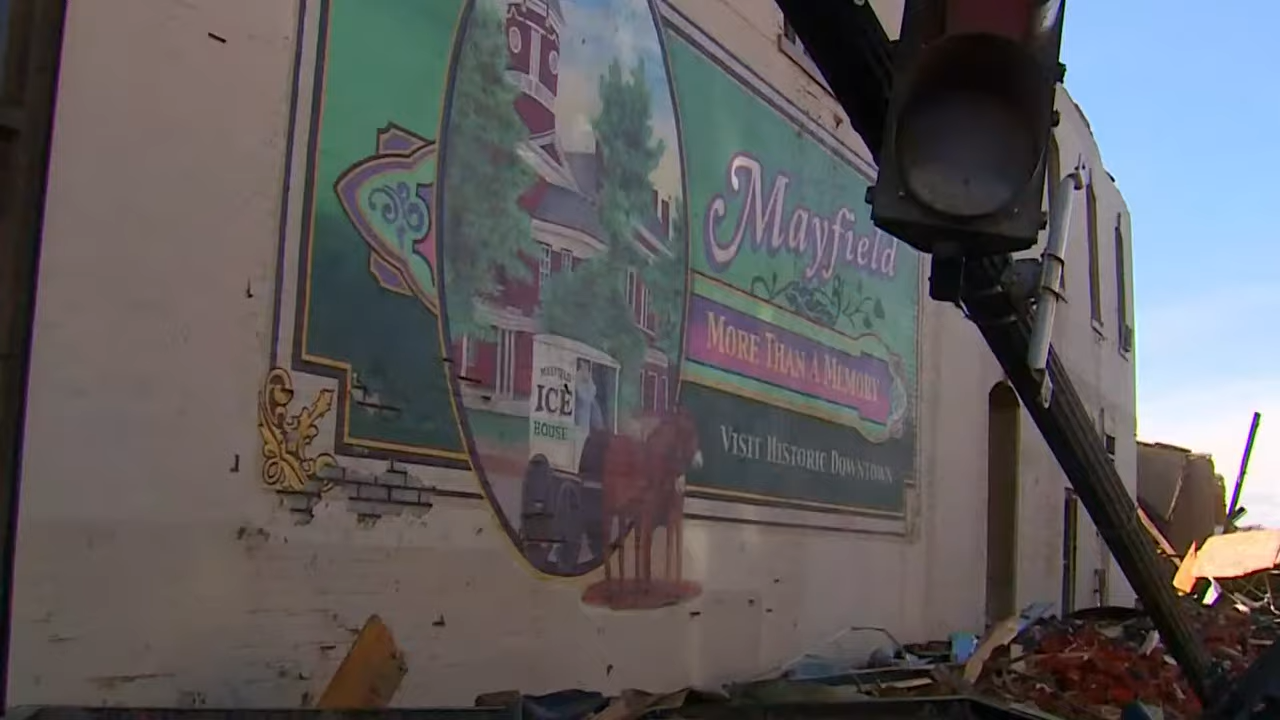 Mayfield
MORE THAN A MEMORY
VISIT HISTORIC DOWNTOWN
MAYFIELD
ICE
HOUSE